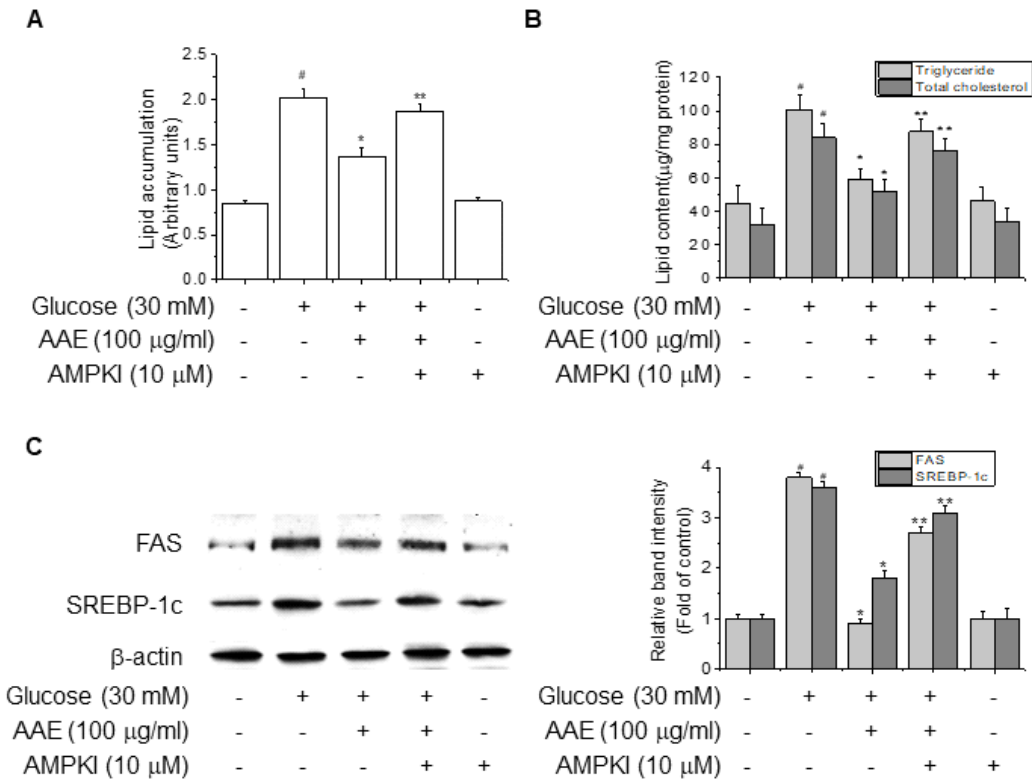 A
Lipid accumulation
(Arbitrary units)
2.5
2.0
1.5
1.0
0.5
0.0
#
*
**
Glucose (30 mM) - + + + -
AAE (100 μg/ml) - - + + -
AMPKI (10 μM) - - - + +
B
Lipid content(μg/mg protein)
120
100
80
60
40
20
0
Triglyceride
Total cholesterol
# #
* *
** **
Glucose (30 mM) - + + + -
AAE (100 μg/ml) - - + + -
AMPKI (10 μM) - - - + +
C
FAS
SREBP-1c
β-actin
Glucose (30 mM) - + + + -
AAE (100 μg/ml) - - + + -
AMPKI (10 μM) - - - + +
Relative band intensity
(Fold of control)
4
3
2
1
0
FAS
SREBP-1c
# #
* *
** **
Glucose (30 mM) - + + + -
AAE (100 μg/ml) - - + + -
AMPKI (10 μM) - - - + +